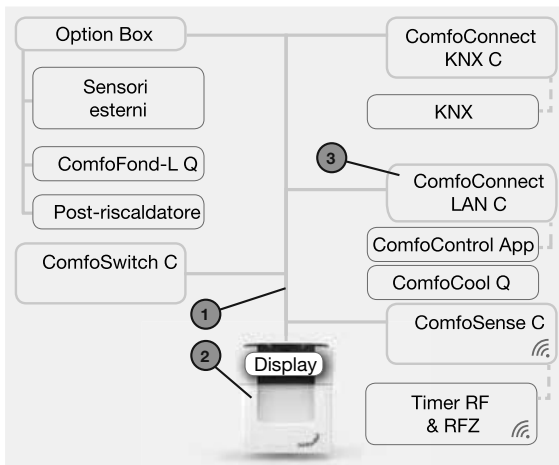 Option Box
Sensori
esterni
ComfoFond-L Q
Post-riscaldatore
ComfoSwitch C
1
2
Display
ComfoConnect
KNX C
KNX
3
ComfoConnect
LAN C
ComfoControl App
ComfoCool Q
ComfoSense C
Timer RF
& RFZ